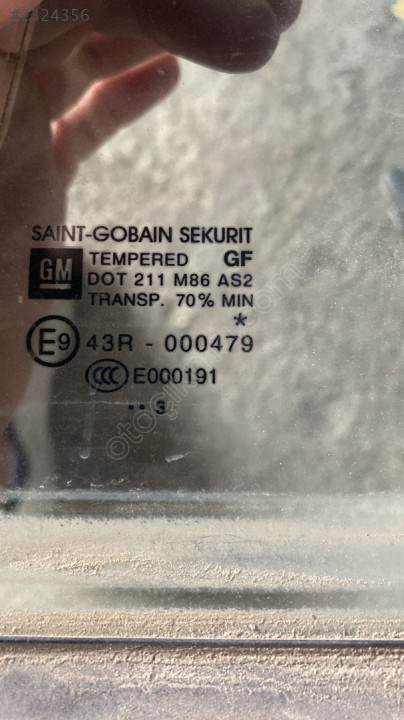 SAINT-GOBAIN SEKURIT
GM TEMPERED GF
DOT 211 M86 AS2
TRANSP. 70% MIN
*
E9 43R - 000479
CCC E000191
•• 3